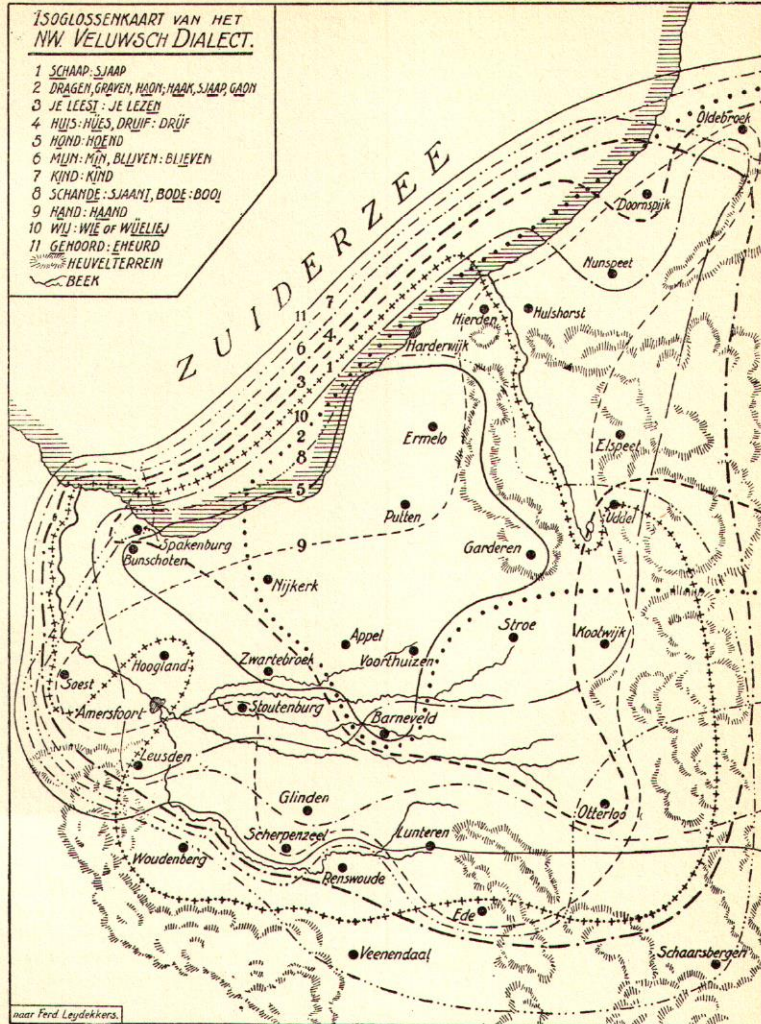 ISOGLOSSENKAART VAN HET
NW. VELUWSCH DIALECT.
1 SCHAAP:SJAAP
2 DRAGEN,GRAVEN, HAON; HAAK, SJAAP, GAON
3 JE LEEST: JE LEZEN
4 HUIS: HÜES, DRUIF: DRÜF
5 HOND: HOEND
6 MIJN: MÎN, BLIJVEN: BLIEVEN
7 KIND: KÎND
8 SCHANDE: SJAANT, BODE: BOOI
9 HAND: HAAND
10 WIJ: WIË OF WÜELIEJ
11 GEHOORD: EHEURD
HEUVELTERREIN
BEEK
ZUIDERZEE
Oldebroek
Doornspijk
Nunspeet
Hierden
Hulshorst
Harderwijk
11
7
6
4
1
3
10
2
8
5
9
Ermelo
Elspeet
Putten
Uddel
Spakenburg
Bunschoten
Garderen
Nijkerk
Appel
Voorthuizen
Stroe
Kootwijk
Hoogland
Zwartebroek
Soest
Amersfoort
Stoutenburg
Barneveld
Leusden
Glinden
Otterloo
Scherpenzeel
Lunteren
Woudenberg
Renswoude
Ede
Veenendaal
Schaarsbergen
naar Ferd. Leydekkers.